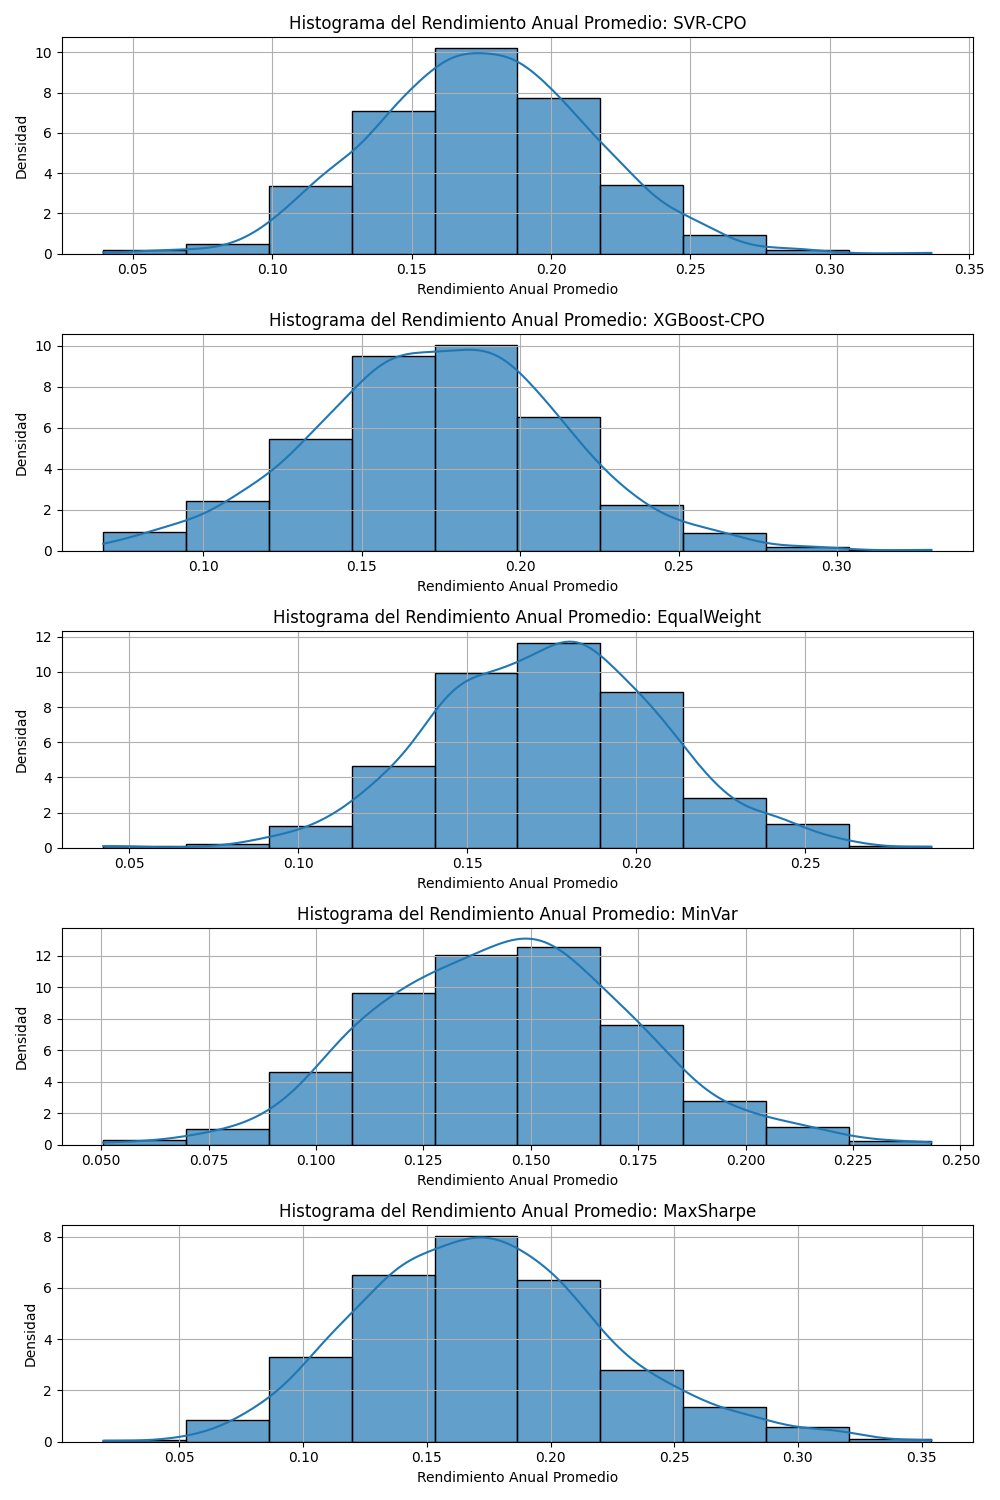 Histograma del Rendimiento Anual Promedio: SVR-CPO
10
8
6
4
2
0
Densidad
0.05 0.10 0.15 0.20 0.25 0.30 0.35
Rendimiento Anual Promedio
Histograma del Rendimiento Anual Promedio: XGBoost-CPO
10
8
6
4
2
0
Densidad
0.10 0.15 0.20 0.25 0.30
Rendimiento Anual Promedio
Histograma del Rendimiento Anual Promedio: EqualWeight
12
10
8
6
4
2
0
Densidad
0.05 0.10 0.15 0.20 0.25
Rendimiento Anual Promedio
Histograma del Rendimiento Anual Promedio: MinVar
12
10
8
6
4
2
0
Densidad
0.050 0.075 0.100 0.125 0.150 0.175 0.200 0.225 0.250
Rendimiento Anual Promedio
Histograma del Rendimiento Anual Promedio: MaxSharpe
8
6
4
2
0
Densidad
0.05 0.10 0.15 0.20 0.25 0.30 0.35
Rendimiento Anual Promedio